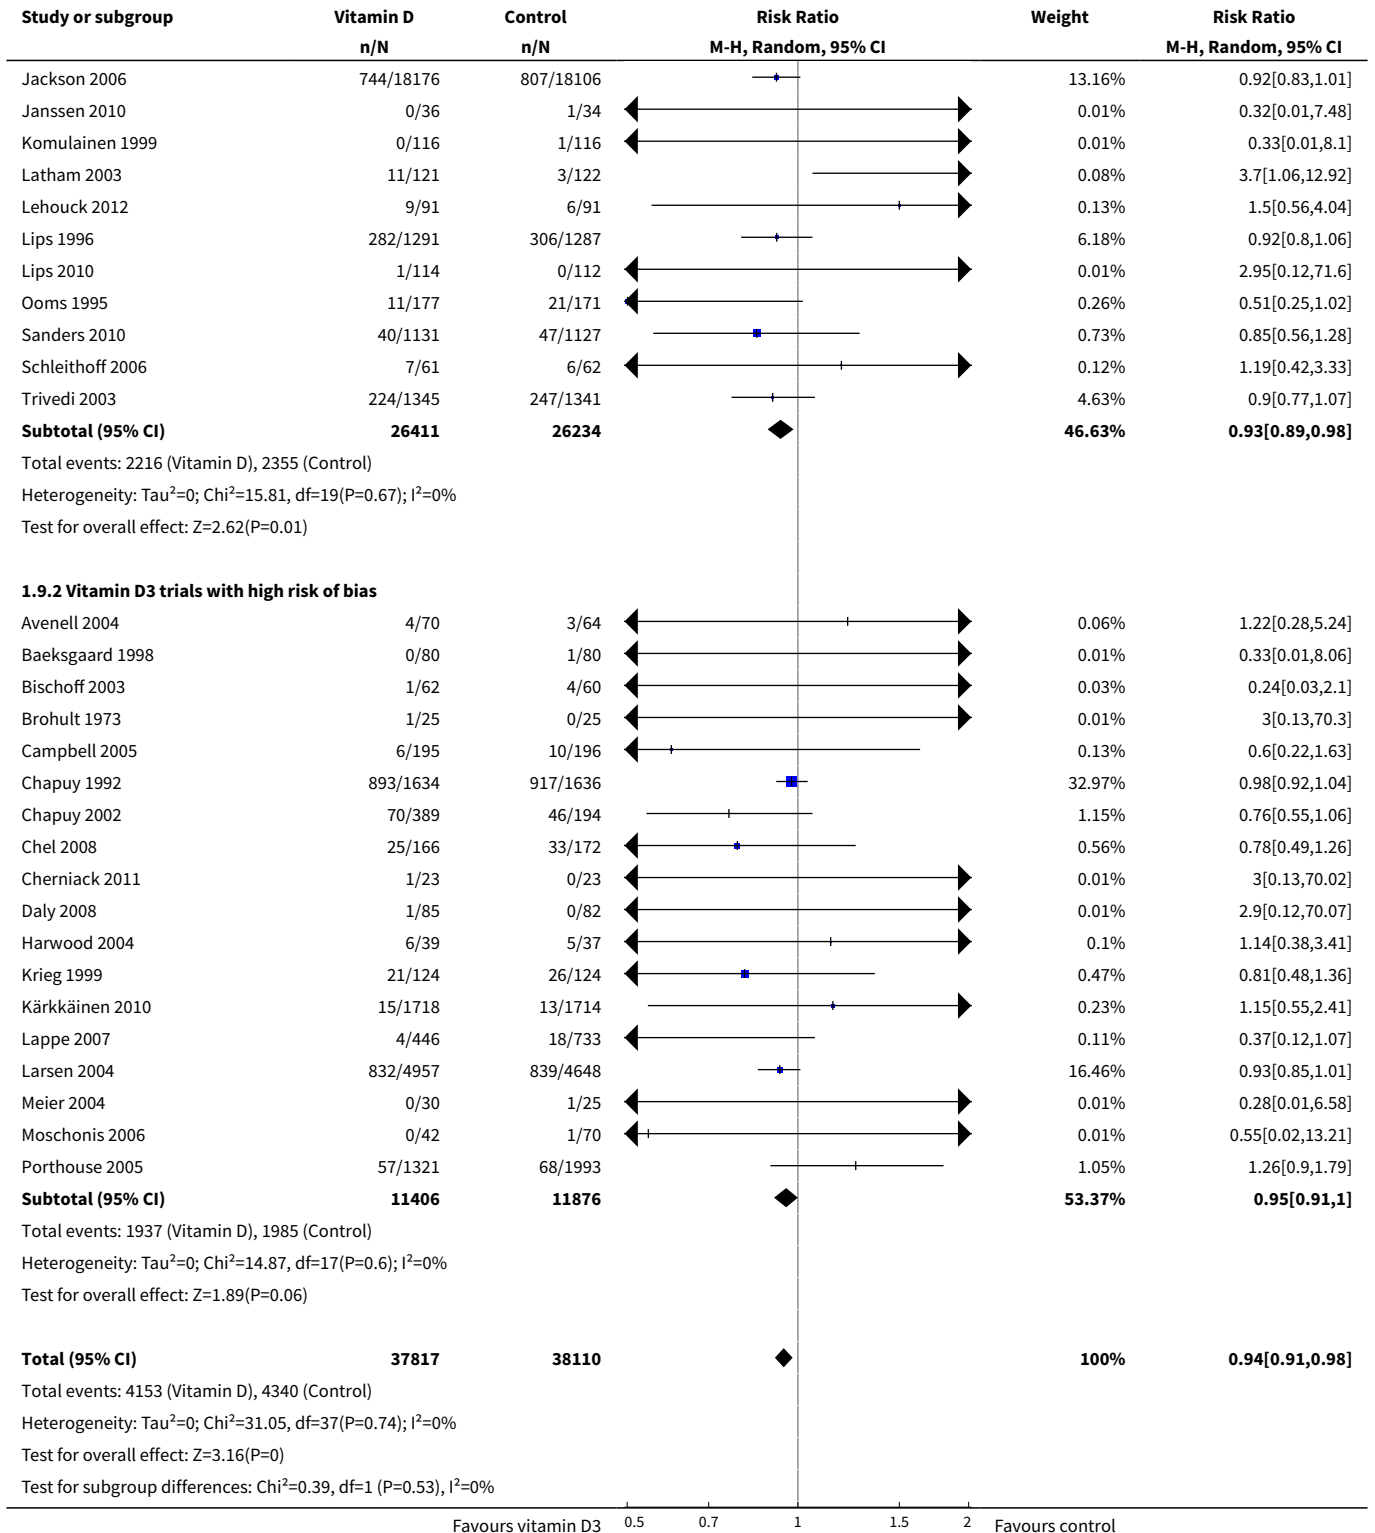 Study or subgroup Vitamin D Control Risk Ratio Weight Risk Ratio
n/N n/N M-H, Random, 95% CI M-H, Random, 95% CI
Jackson 2006 744/18176 807/18106 13.16% 0.92[0.83,1.01]
Janssen 2010 0/36 1/34 0.01% 0.32[0.01,7.48]
Komulainen 1999 0/116 1/116 0.01% 0.33[0.01,8.1]
Latham 2003 11/121 3/122 0.08% 3.7[1.06,12.92]
Lehouck 2012 9/91 6/91 0.13% 1.5[0.56,4.04]
Lips 1996 282/1291 306/1287 6.18% 0.92[0.8,1.06]
Lips 2010 1/114 0/112 0.01% 2.95[0.12,71.6]
Ooms 1995 11/177 21/171 0.26% 0.51[0.25,1.02]
Sanders 2010 40/1131 47/1127 0.73% 0.85[0.56,1.28]
Schleithoff 2006 7/61 6/62 0.12% 1.19[0.42,3.33]
Trivedi 2003 224/1345 247/1341 4.63% 0.9[0.77,1.07]
Subtotal (95% CI) 26411 26234 46.63% 0.93[0.89,0.98]
Total events: 2216 (Vitamin D), 2355 (Control)
Heterogeneity: Tau²=0; Chi²=15.81, df=19(P=0.67); I²=0%
Test for overall effect: Z=2.62(P=0.01)
1.9.2 Vitamin D3 trials with high risk of bias
Avenell 2004 4/70 3/64 0.06% 1.22[0.28,5.24]
Baeksgaard 1998 0/80 1/80 0.01% 0.33[0.01,8.06]
Bischoff 2003 1/62 4/60 0.03% 0.24[0.03,2.1]
Brohult 1973 1/25 0/25 0.01% 3[0.13,70.3]
Campbell 2005 6/195 10/196 0.13% 0.6[0.22,1.63]
Chapuy 1992 893/1634 917/1636 32.97% 0.98[0.92,1.04]
Chapuy 2002 70/389 46/194 1.15% 0.76[0.55,1.06]
Chel 2008 25/166 33/172 0.56% 0.78[0.49,1.26]
Cherniack 2011 1/23 0/23 0.01% 3[0.13,70.02]
Daly 2008 1/85 0/82 0.01% 2.9[0.12,70.07]
Harwood 2004 6/39 5/37 0.1% 1.14[0.38,3.41]
Krieg 1999 21/124 26/124 0.47% 0.81[0.48,1.36]
Kärkkäinen 2010 15/1718 13/1714 0.23% 1.15[0.55,2.41]
Lappe 2007 4/446 18/733 0.11% 0.37[0.12,1.07]
Larsen 2004 832/4957 839/4648 16.46% 0.93[0.85,1.01]
Meier 2004 0/30 1/25 0.01% 0.28[0.01,6.58]
Moschonis 2006 0/42 1/70 0.01% 0.55[0.02,13.21]
Porthouse 2005 57/1321 68/1993 1.05% 1.26[0.9,1.79]
Subtotal (95% CI) 11406 11876 53.37% 0.95[0.91,1]
Total events: 1937 (Vitamin D), 1985 (Control)
Heterogeneity: Tau²=0; Chi²=14.87, df=17(P=0.6); I²=0%
Test for overall effect: Z=1.89(P=0.06)
Total (95% CI) 37817 38110 100% 0.94[0.91,0.98]
Total events: 4153 (Vitamin D), 4340 (Control)
Heterogeneity: Tau²=0; Chi²=31.05, df=37(P=0.74); I²=0%
Test for overall effect: Z=3.16(P=0)
Test for subgroup differences: Chi²=0.39, df=1 (P=0.53), I²=0%
Favours vitamin D3 0.5 0.7 1 1.5 2 Favours control